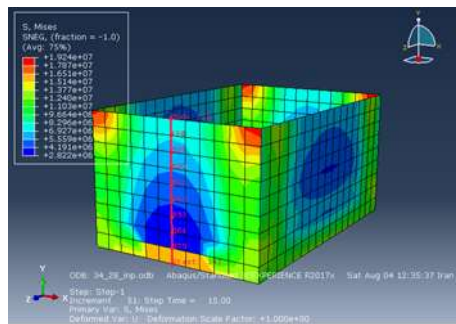 S, Mises
SNEG, (fraction = -1.0)
(Avg: 75%)
+1.924e+07
+1.787e+07
+1.651e+07
+1.514e+07
+1.377e+07
+1.240e+07
+1.103e+07
+9.664e+06
+8.296e+06
+6.927e+06
+5.559e+06
+4.191e+06
+2.822e+06
Y
Z
X
Y
Z
X
ODB: 34_28_inp.odb Abaqus/Standard 3DEXPERIENCE R2017x Sat Aug 04 12:35:37 Iran
Step: Step-1
Increment 51: Step Time = 15.00
Primary Var: S, Mises
Deformed Var: U Deformation Scale Factor: +1.000e+00